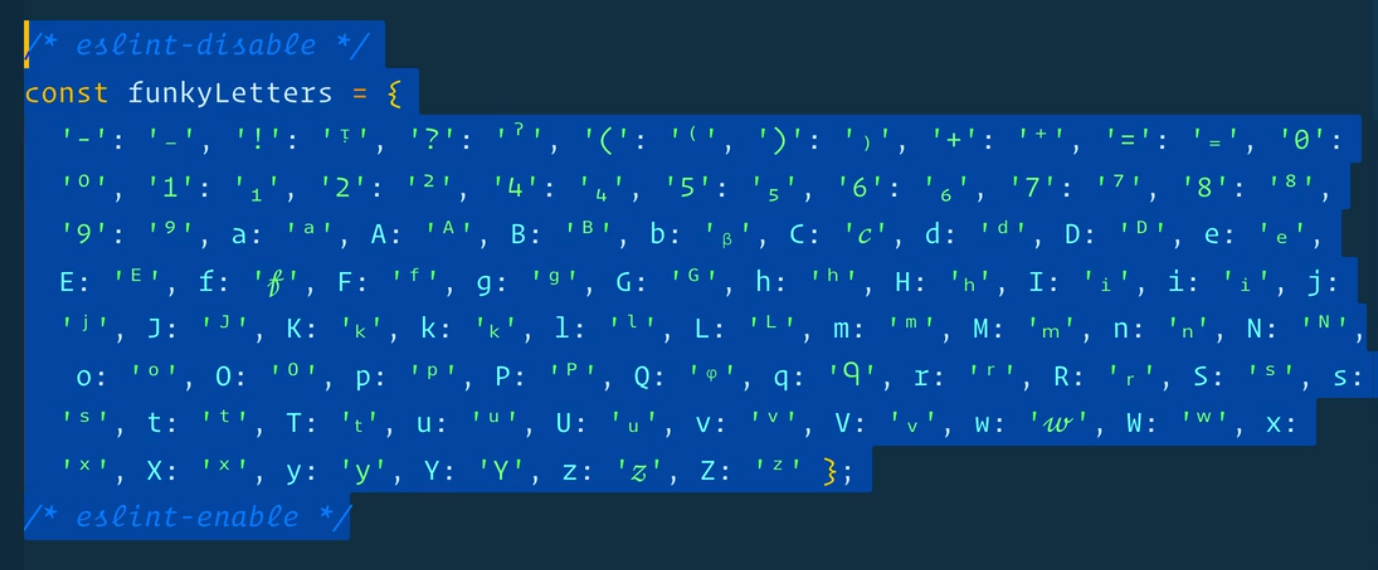 /* eslint-disable */
const funkyLetters = {
'-': '₋', '!': 'ᵎ', '?': 'ˀ', '(': '⁽', ')': '₎', '+': '⁺', '=': '₌', '0':
'⁰', '1': '₁', '2': '²', '4': '₄', '5': '₅', '6': '₆', '7': '⁷', '8': '⁸',
'9': '⁹', a: 'ᵃ', A: 'ᴬ', B: 'ᴮ', b: 'ᵦ', C: '𝒸', d: 'ᵈ', D: 'ᴰ', e: 'ₑ',
E: 'ᴱ', f: '𝒻', F: 'ᶠ', g: 'ᵍ', G: 'ᴳ', h: 'ʰ', H: 'ₕ', I: 'ᵢ', i: 'ᵢ', j:
'ʲ', J: 'ᴶ', K: 'ₖ', k: 'ₖ', l: 'ˡ', L: 'ᴸ', m: 'ᵐ', M: 'ₘ', n: 'ₙ', N: 'ᴺ',
o: 'ᵒ', O: 'ᴼ', p: 'ᵖ', P: 'ᴾ', Q: 'ᵠ', q: 'ᑫ', r: 'ʳ', R: 'ᵣ', S: 'ˢ', s:
'ˢ', t: 'ᵗ', T: 'ₜ', u: 'ᵘ', U: 'ᵤ', v: 'ᵛ', V: 'ᵥ', w: '𝓌', W: 'ʷ', x:
'ˣ', X: 'ˣ', y: 'y', Y: 'Y', z: '𝓏', Z: 'ᶻ' };
/* eslint-enable */